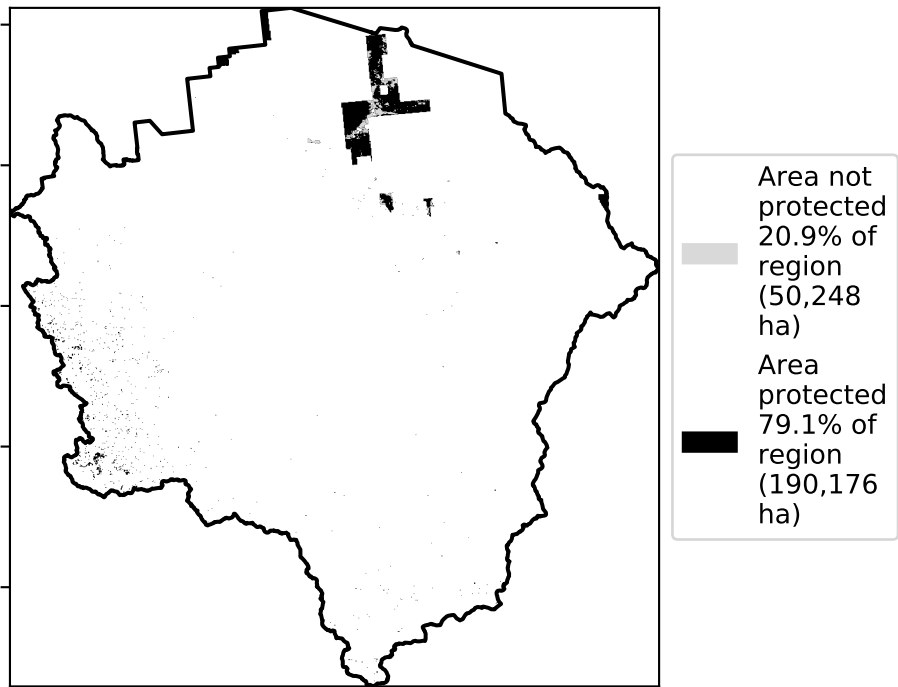 Area not
protected
20.9% of
region
(50,248
ha)
Area
protected
79.1% of
region
(190,176
ha)